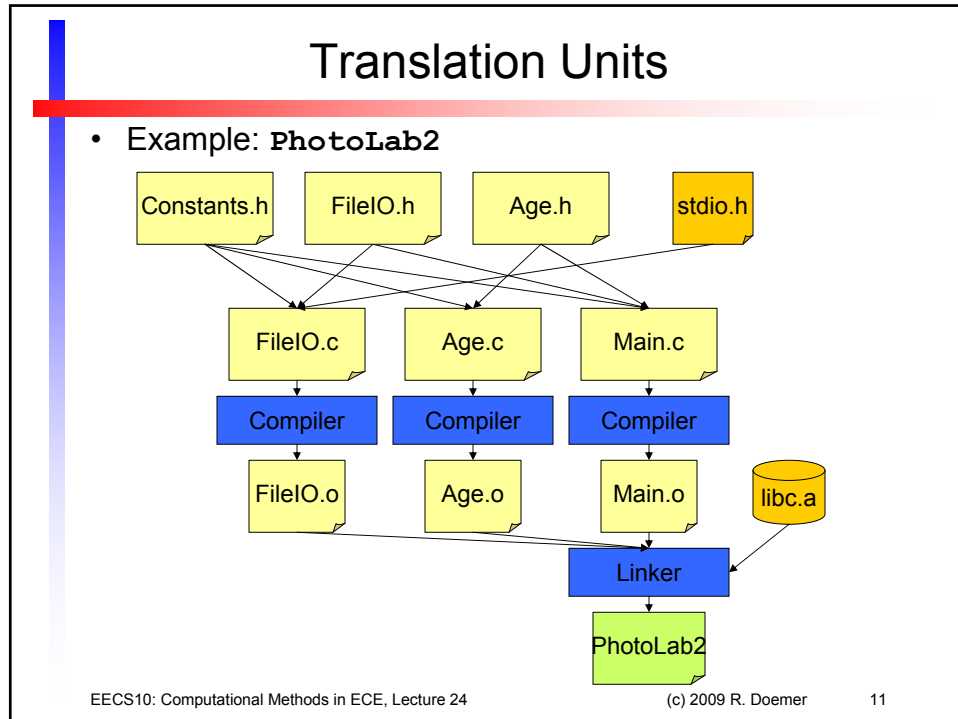 Translation Units
• Example: PhotoLab2
Constants.h FileIO.h Age.h stdio.h
FileIO.c Age.c Main.c
Compiler Compiler Compiler
FileIO.o Age.o Main.o libc.a
Linker
PhotoLab2
EECS10: Computational Methods in ECE, Lecture 24 (c) 2009 R. Doemer 11